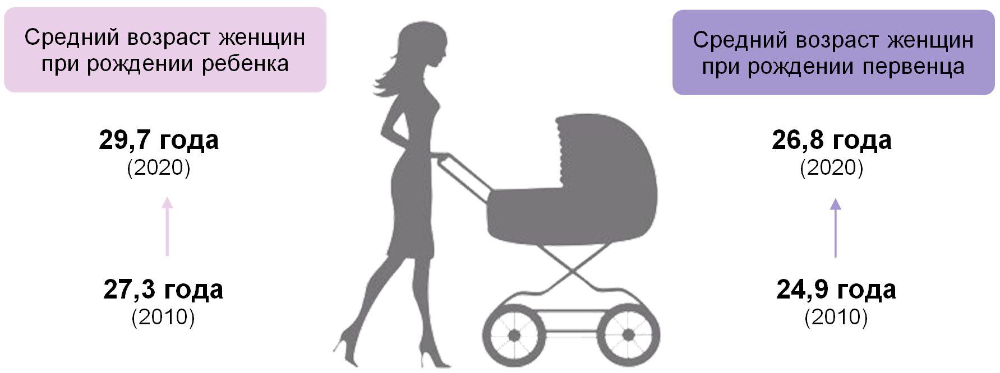 Средний возраст женщин
при рождении ребенка
29,7 года
(2020)
27,3 года
(2010)
Средний возраст женщин
при рождении первенца
26,8 года
(2020)
24,9 года
(2010)